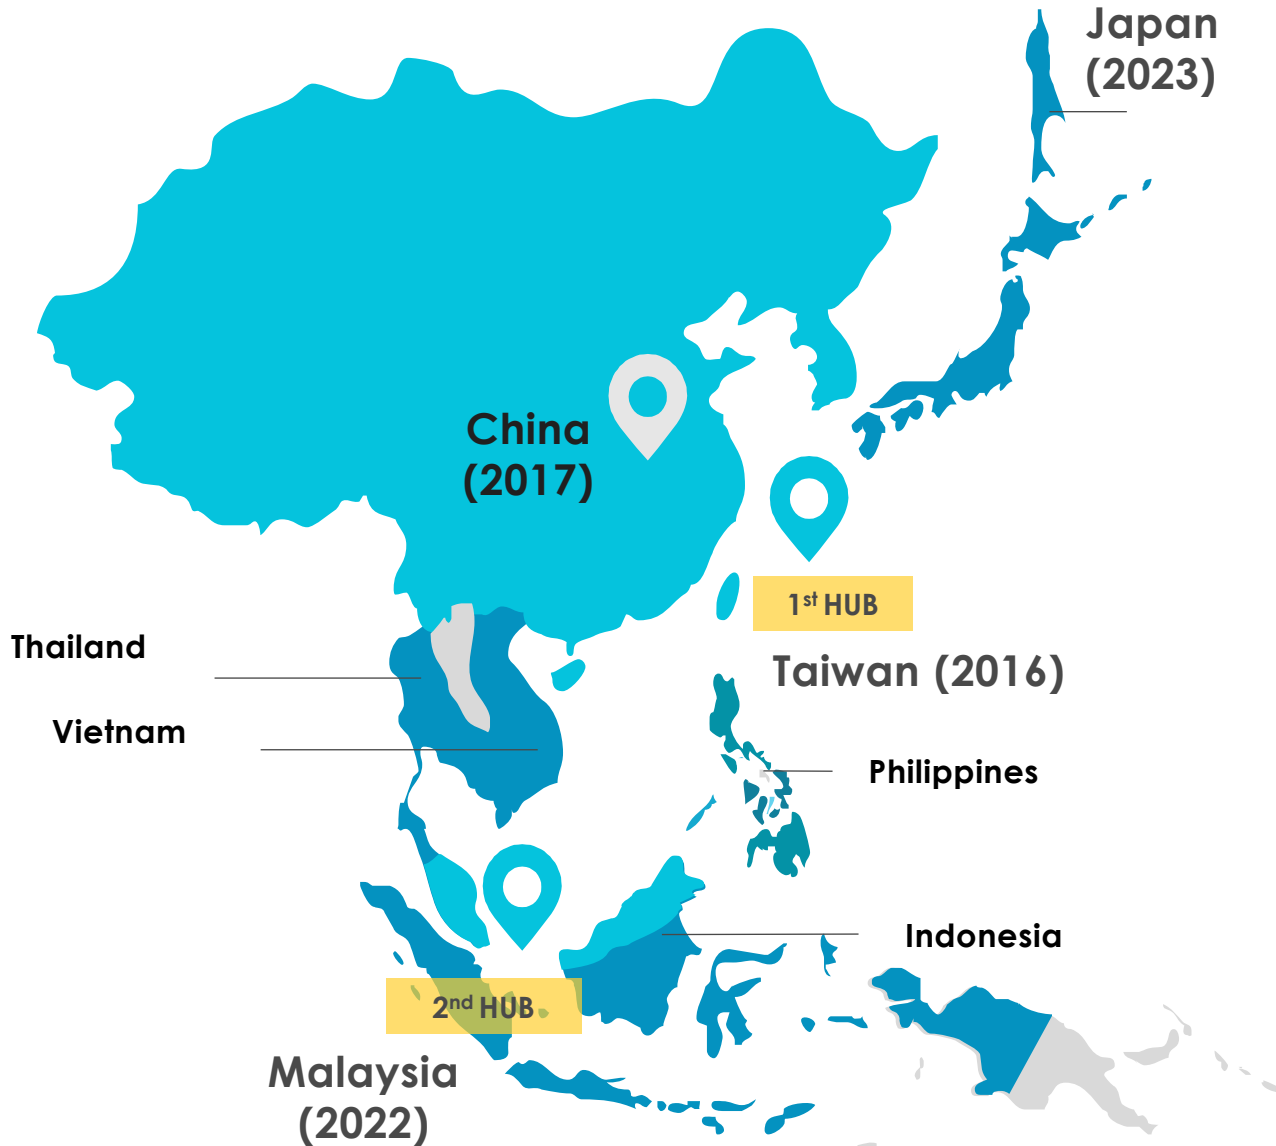 Japan
(2023)
China
(2017)
1st HUB
Thailand
Taiwan (2016)
Vietnam
Philippines
Indonesia
2nd HUB
Malaysia
(2022)